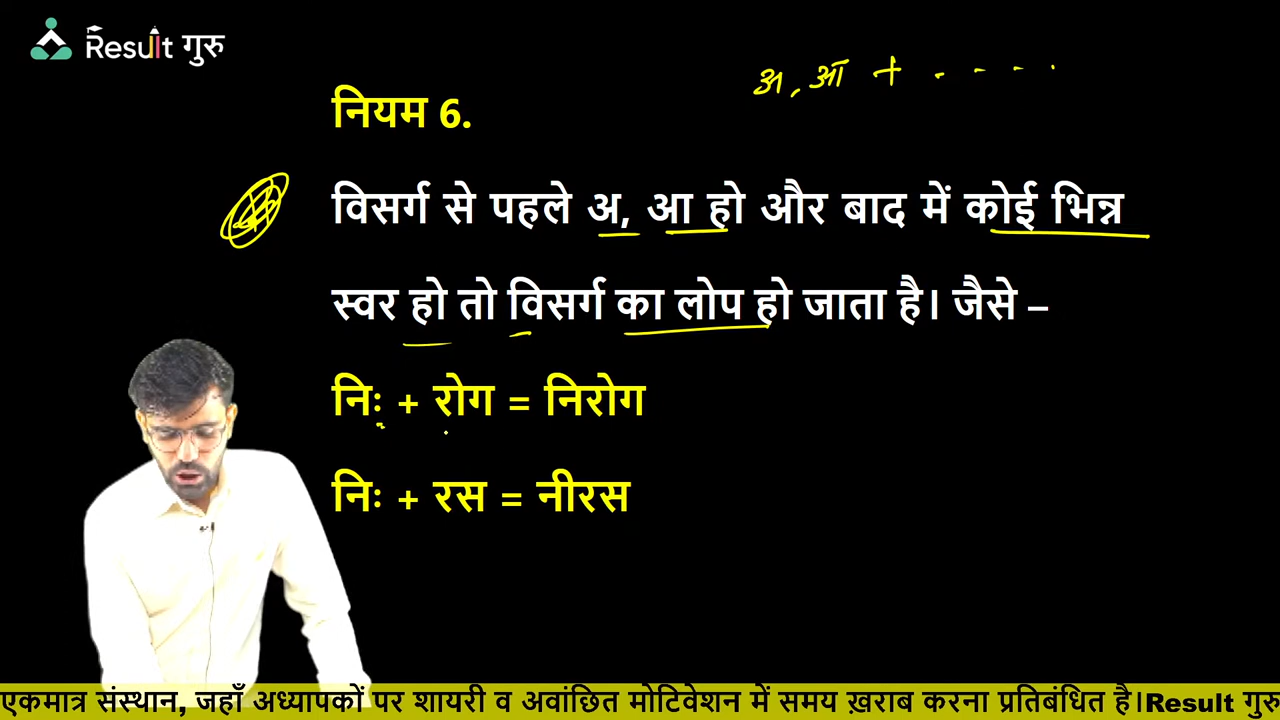 Result गुरु
अ, आ + . - - .
नियम 6.
विसर्ग से पहले अ, आ हो और बाद में कोई भिन्न
स्वर हो तो विसर्ग का लोप हो जाता है। जैसे –
निः + रोग = निरोग
निः + रस = नीरस
एकमात्र संस्थान, जहाँ अध्यापकों पर शायरी व अवांछित मोटिवेशन में समय ख़राब करना प्रतिबंधित है।Result गुरु